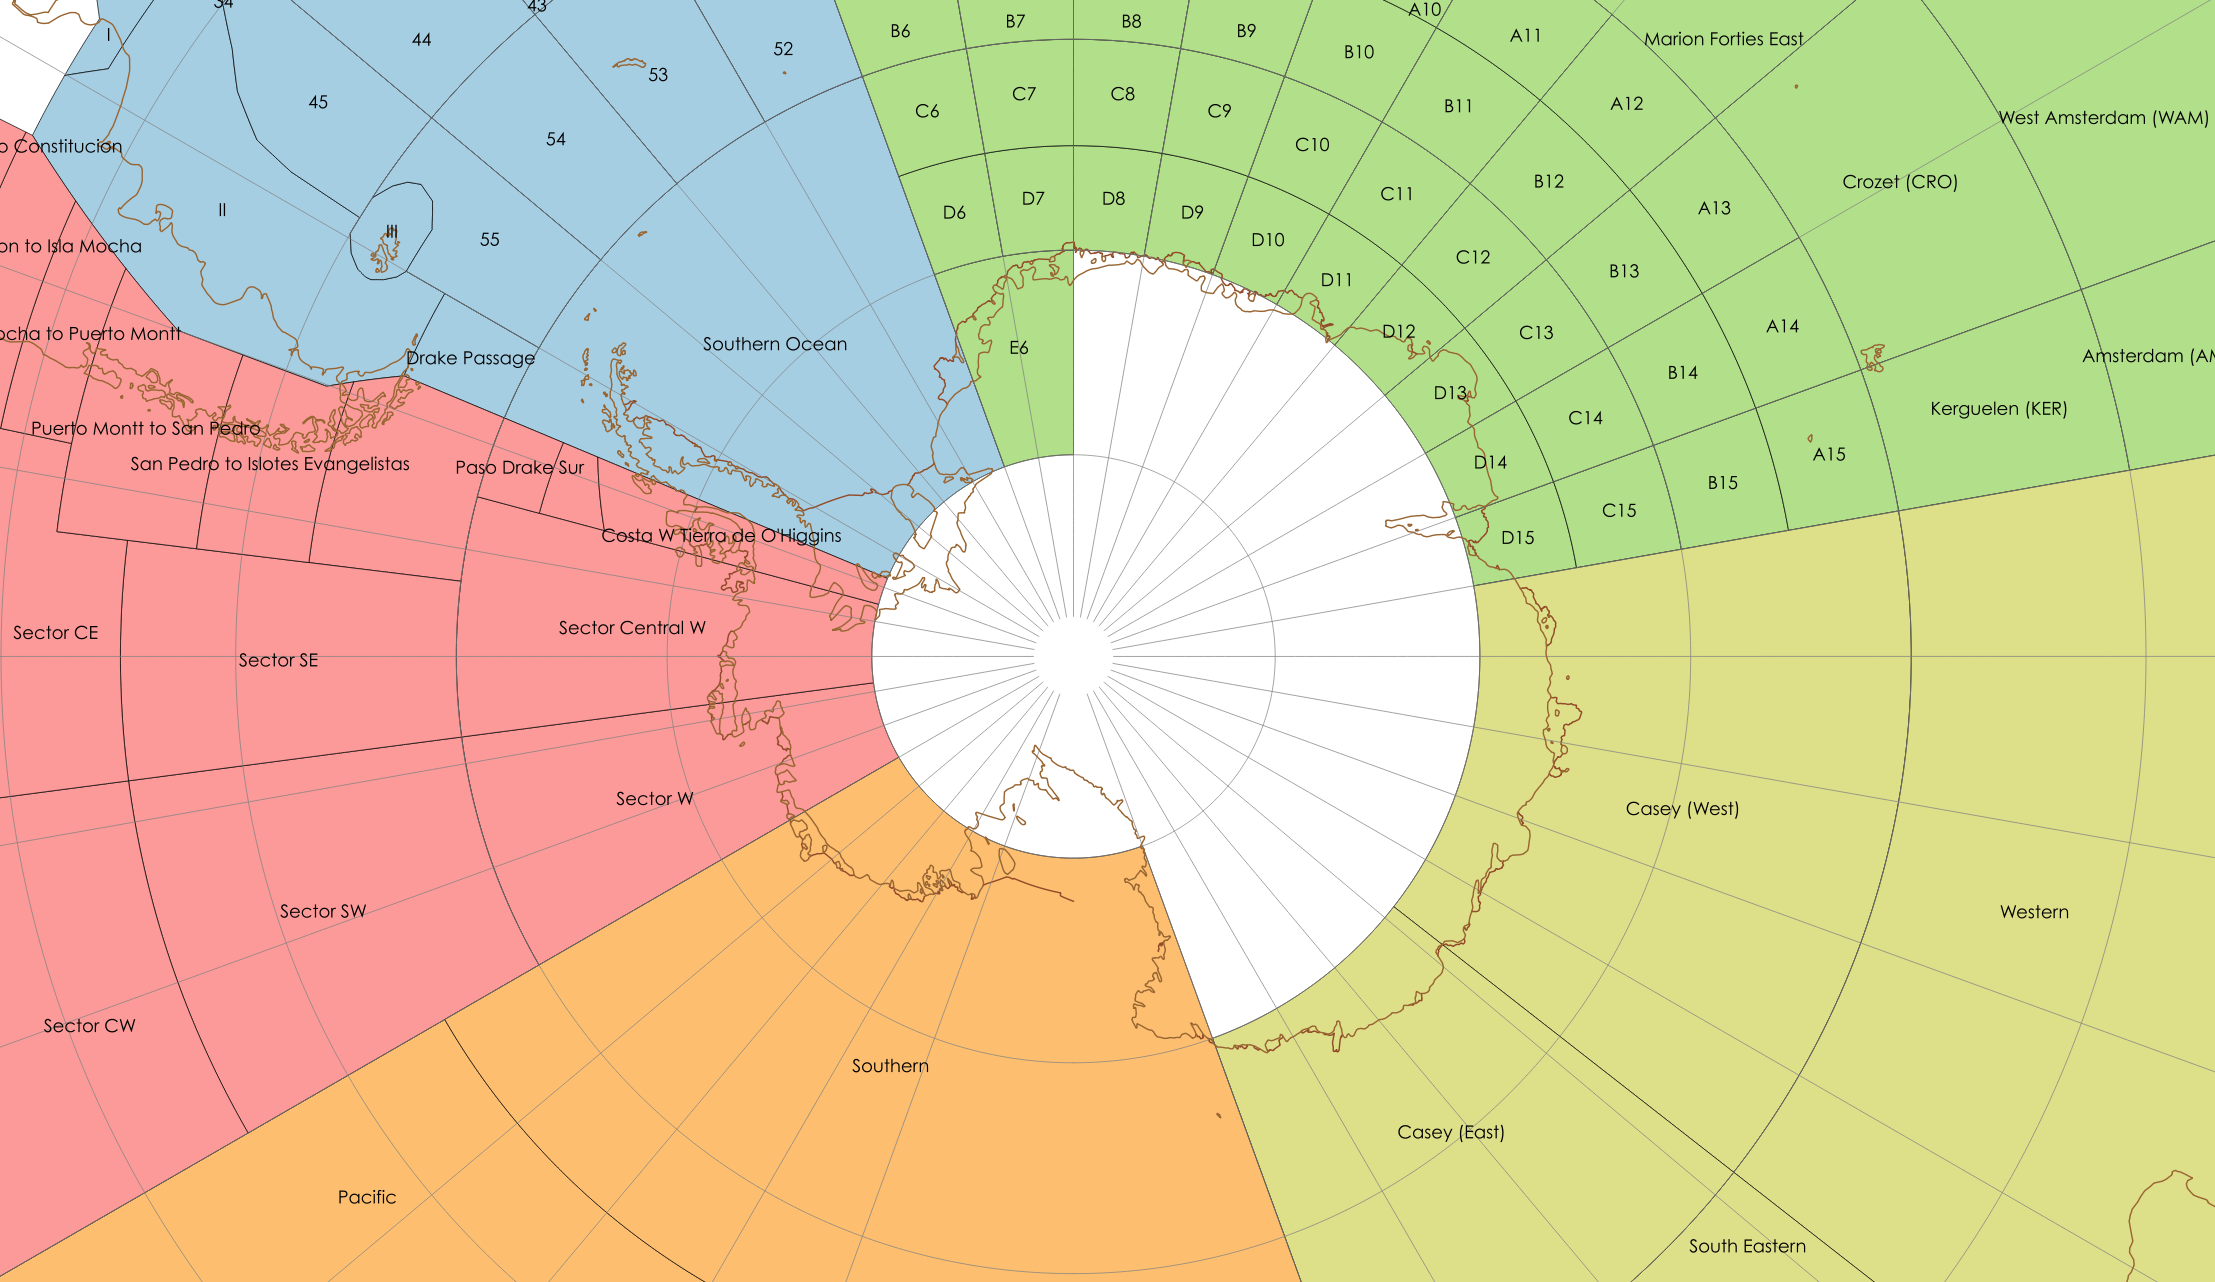 34
43
I
44
52
B6
B7
B8
B9
A10
A11
Marion Forties East
B10
53
45
C6
C7
C8
C9
B11
A12
West Amsterdam (WAM)
o Constitucion
54
C10
C11
B12
Crozet (CRO)
II
III
55
D6
D7
D8
D9
A13
on to Isla Mocha
D10
C12
B13
D11
ocha to Puerto Montt
Drake Passage
Southern Ocean
E6
D12
C13
A14
B14
Amsterdam (AM
D13
Puerto Montt to San Pedro
C14
Kerguelen (KER)
San Pedro to Islotes Evangelistas
Paso Drake Sur
D14
B15
A15
Costa W Tierra de O'Higgins
D15
C15
Sector CE
Sector SE
Sector Central W
Sector W
Casey (West)
Sector SW
Western
Sector CW
Southern
Casey (East)
Pacific
South Eastern